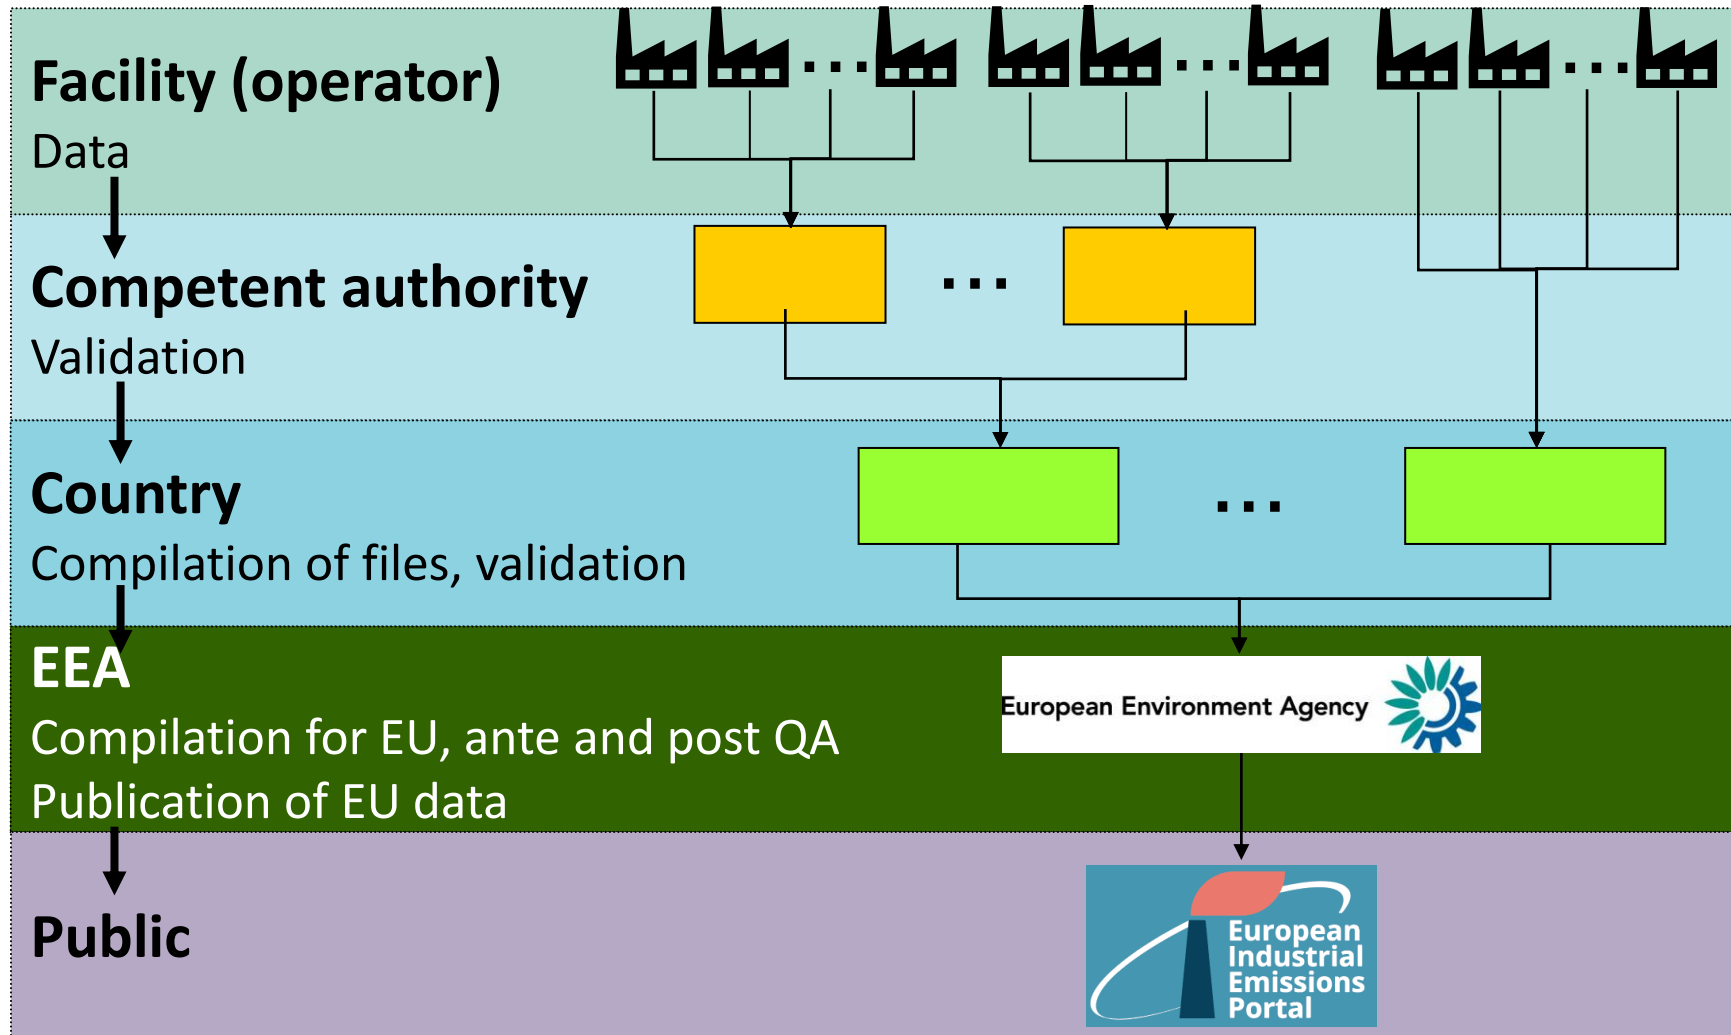 Facility (operator)
Data
Competent authority
Validation
Country
Compilation of files, validation
EEA
Compilation for EU, ante and post QA
Publication of EU data
European Environment Agency
Public
European
Industrial
Emissions
Portal